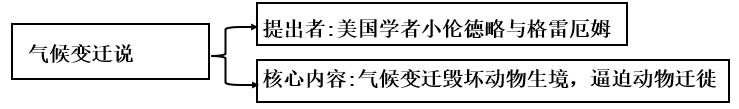 气候变迁说
提出者:美国学者小伦德略与格雷厄姆
核心内容:气候变迁毁坏动物生境，逼迫动物迁徙